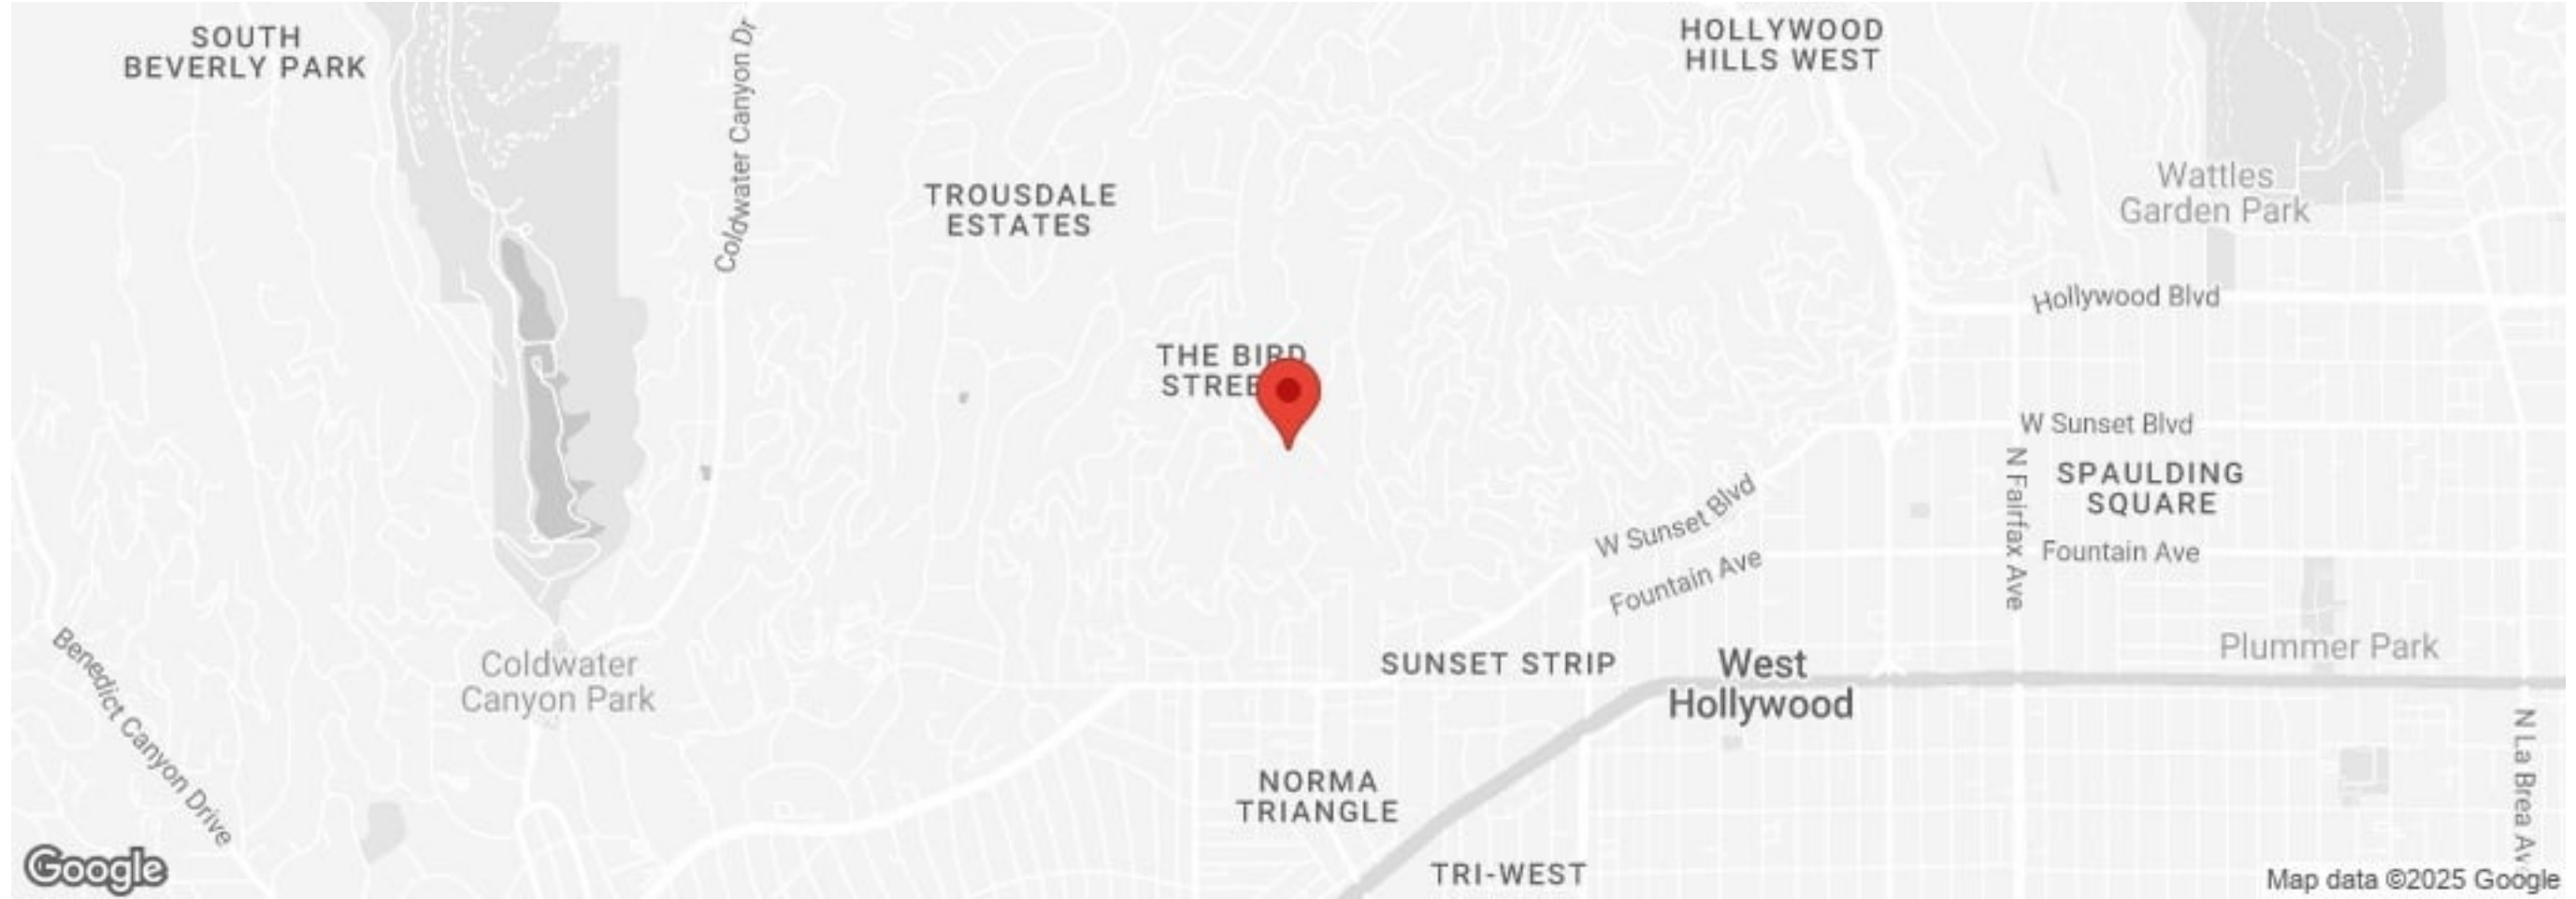 SOUTH
BEVERLY PARK
Coldwater Canyon Dr
HOLLYWOOD
HILLS WEST
TROUSDALE
ESTATES
Wattles
Garden Park
Hollywood Blvd
THE BIRD
W Sunset Blvd
N Fairfax Ave
SPAULDING
SQUARE
W Sunset Blvd
Fountain Ave
Fountain Ave
Benedict Canyon Drive
Coldwater
Canyon Park
SUNSET STRIP
West
Hollywood
Plummer Park
N La Brea Av
NORMA
TRIANGLE
TRI-WEST
Google
Map data ©2025 Google